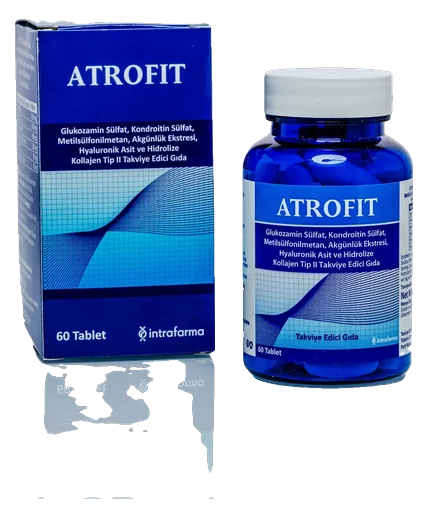 ATROFIT
Glukozamin Sülfat, Kondroitin Sülfat,
Metilsülfonilmetan, Akgünlük Ekstresi,
Hyaluronik Asit ve Hidrolize
Kollajen Tip II Takviye Edici Gıda
60 Tablet
intrafarma
ATROFIT
Glukozamin Sülfat, Kondroitin Sülfat,
Metilsülfonilmetan, Akgünlük Ekstresi,
Hyaluronik Asit ve Hidrolize
Kollajen Tip II Takviye Edici Gıda
Takviye Edici Gıda
60 Tablet
intrafarma